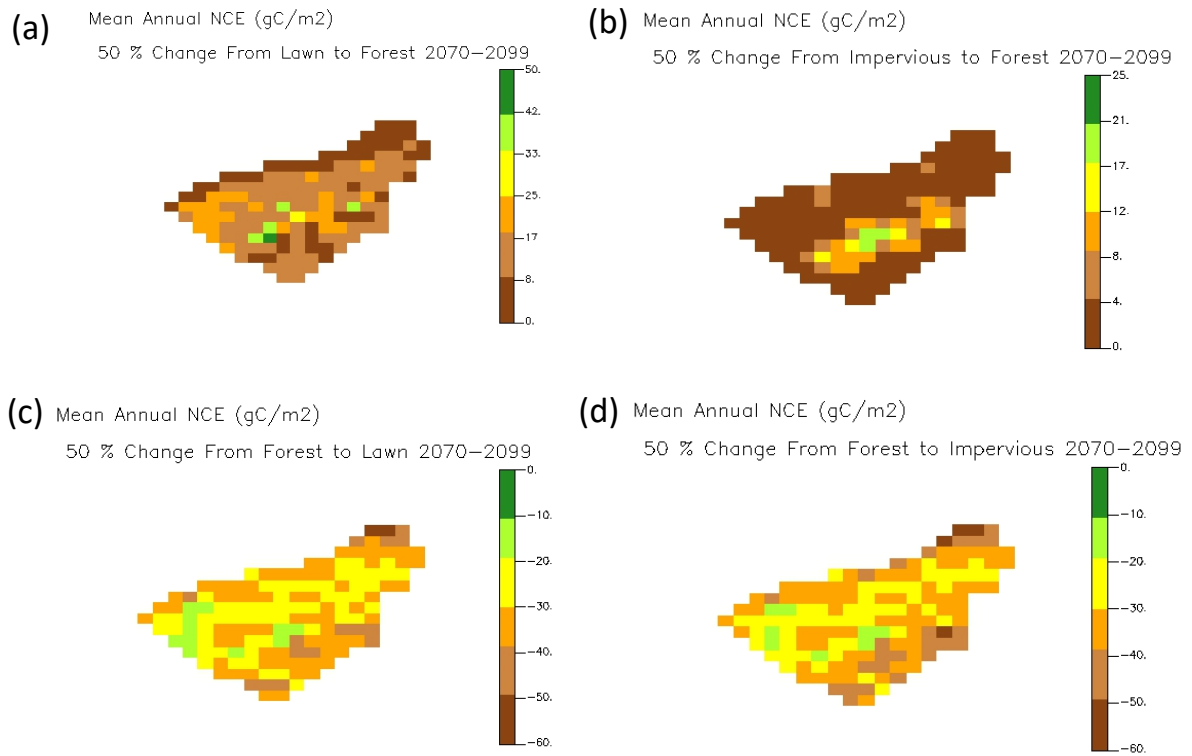 (a)
Mean Annual NCE (gC/m2)
50 % Change From Lawn to Forest 2070-2099
50.
42.
33.
25.
17.
8.
0.
(b)
Mean Annual NCE (gC/m2)
50 % Change From Impervious to Forest 2070-2099
25.
21.
17.
12.
8.
4.
0.
(c)
Mean Annual NCE (gC/m2)
50 % Change From Forest to Lawn 2070-2099
0.
-10.
-20.
-30.
-40.
-50.
-60.
(d)
Mean Annual NCE (gC/m2)
50 % Change From Forest to Impervious 2070-2099
0.
-10.
-20.
-30.
-40.
-50.
-60.